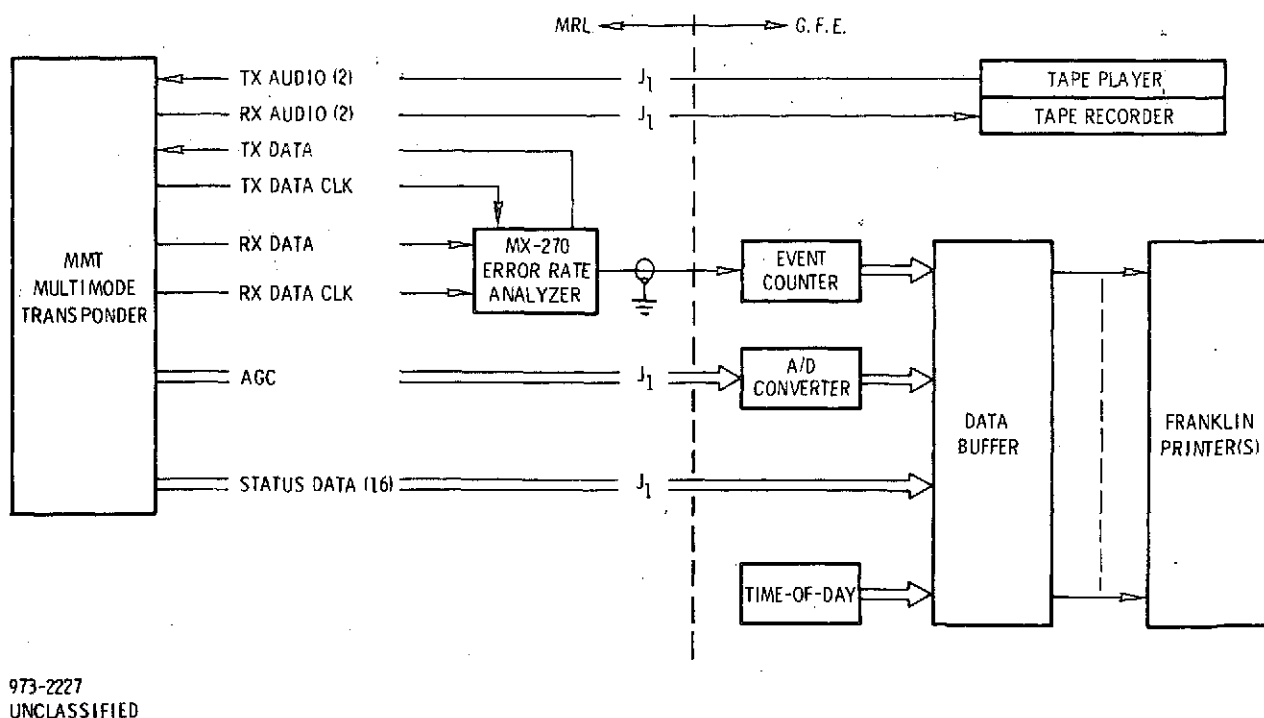 MRL
G.F.E.
TX AUDIO (2)
J1
TAPE PLAYER
RX AUDIO (2)
J1
TAPE RECORDER
TX DATA
TX DATA CLK
RX DATA
RX DATA CLK
MX-270
ERROR RATE
ANALYZER
EVENT
COUNTER
MMT
MULTIMODE
TRANSPONDER
AGC
J1
A/D
CONVERTER
DATA
BUFFER
FRANKLIN
PRINTER(S)
STATUS DATA (16)
J1
TIME-OF-DAY
973-2227
UNCLASSIFIED